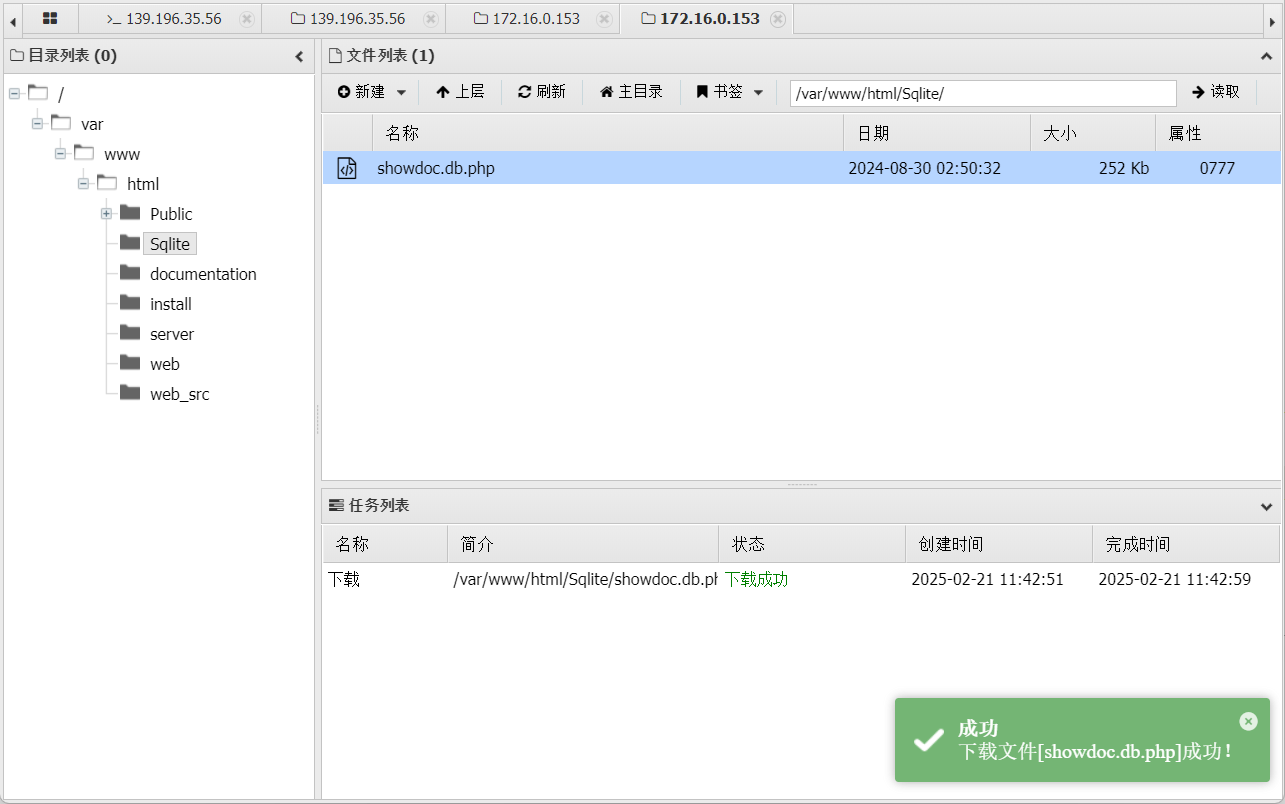 139.196.35.56
139.196.35.56
172.16.0.153
172.16.0.153
目录列表 (0)
/
var
www
html
Public
Sqlite
documentation
install
server
web
web_src
文件列表 (1)
新建 上层 刷新 主目录 书签 /var/www/html/Sqlite/ 读取
名称 日期 大小 属性
showdoc.db.php 2024-08-30 02:50:32 252 Kb 0777
任务列表
名称 简介 状态 创建时间 完成时间
下载 /var/www/html/Sqlite/showdoc.db.ph 下载成功 2025-02-21 11:42:51 2025-02-21 11:42:59
成功
下载文件[showdoc.db.php]成功！